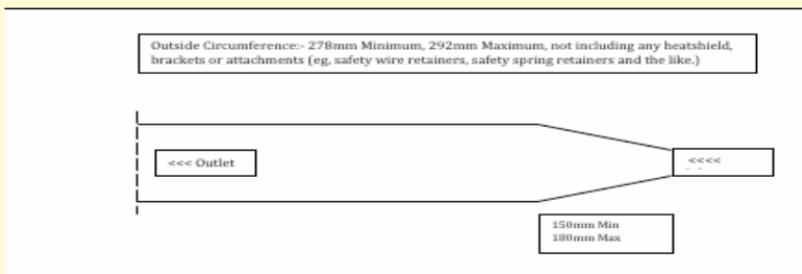 Outside Circumference:- 278mm Minimum, 292mm Maximum, not including any heatshield,
brackets or attachments (eg, safety wire retainers, safety spring retainers and the like.)
<<< Outlet
<<<<
150mm Min
180mm Max